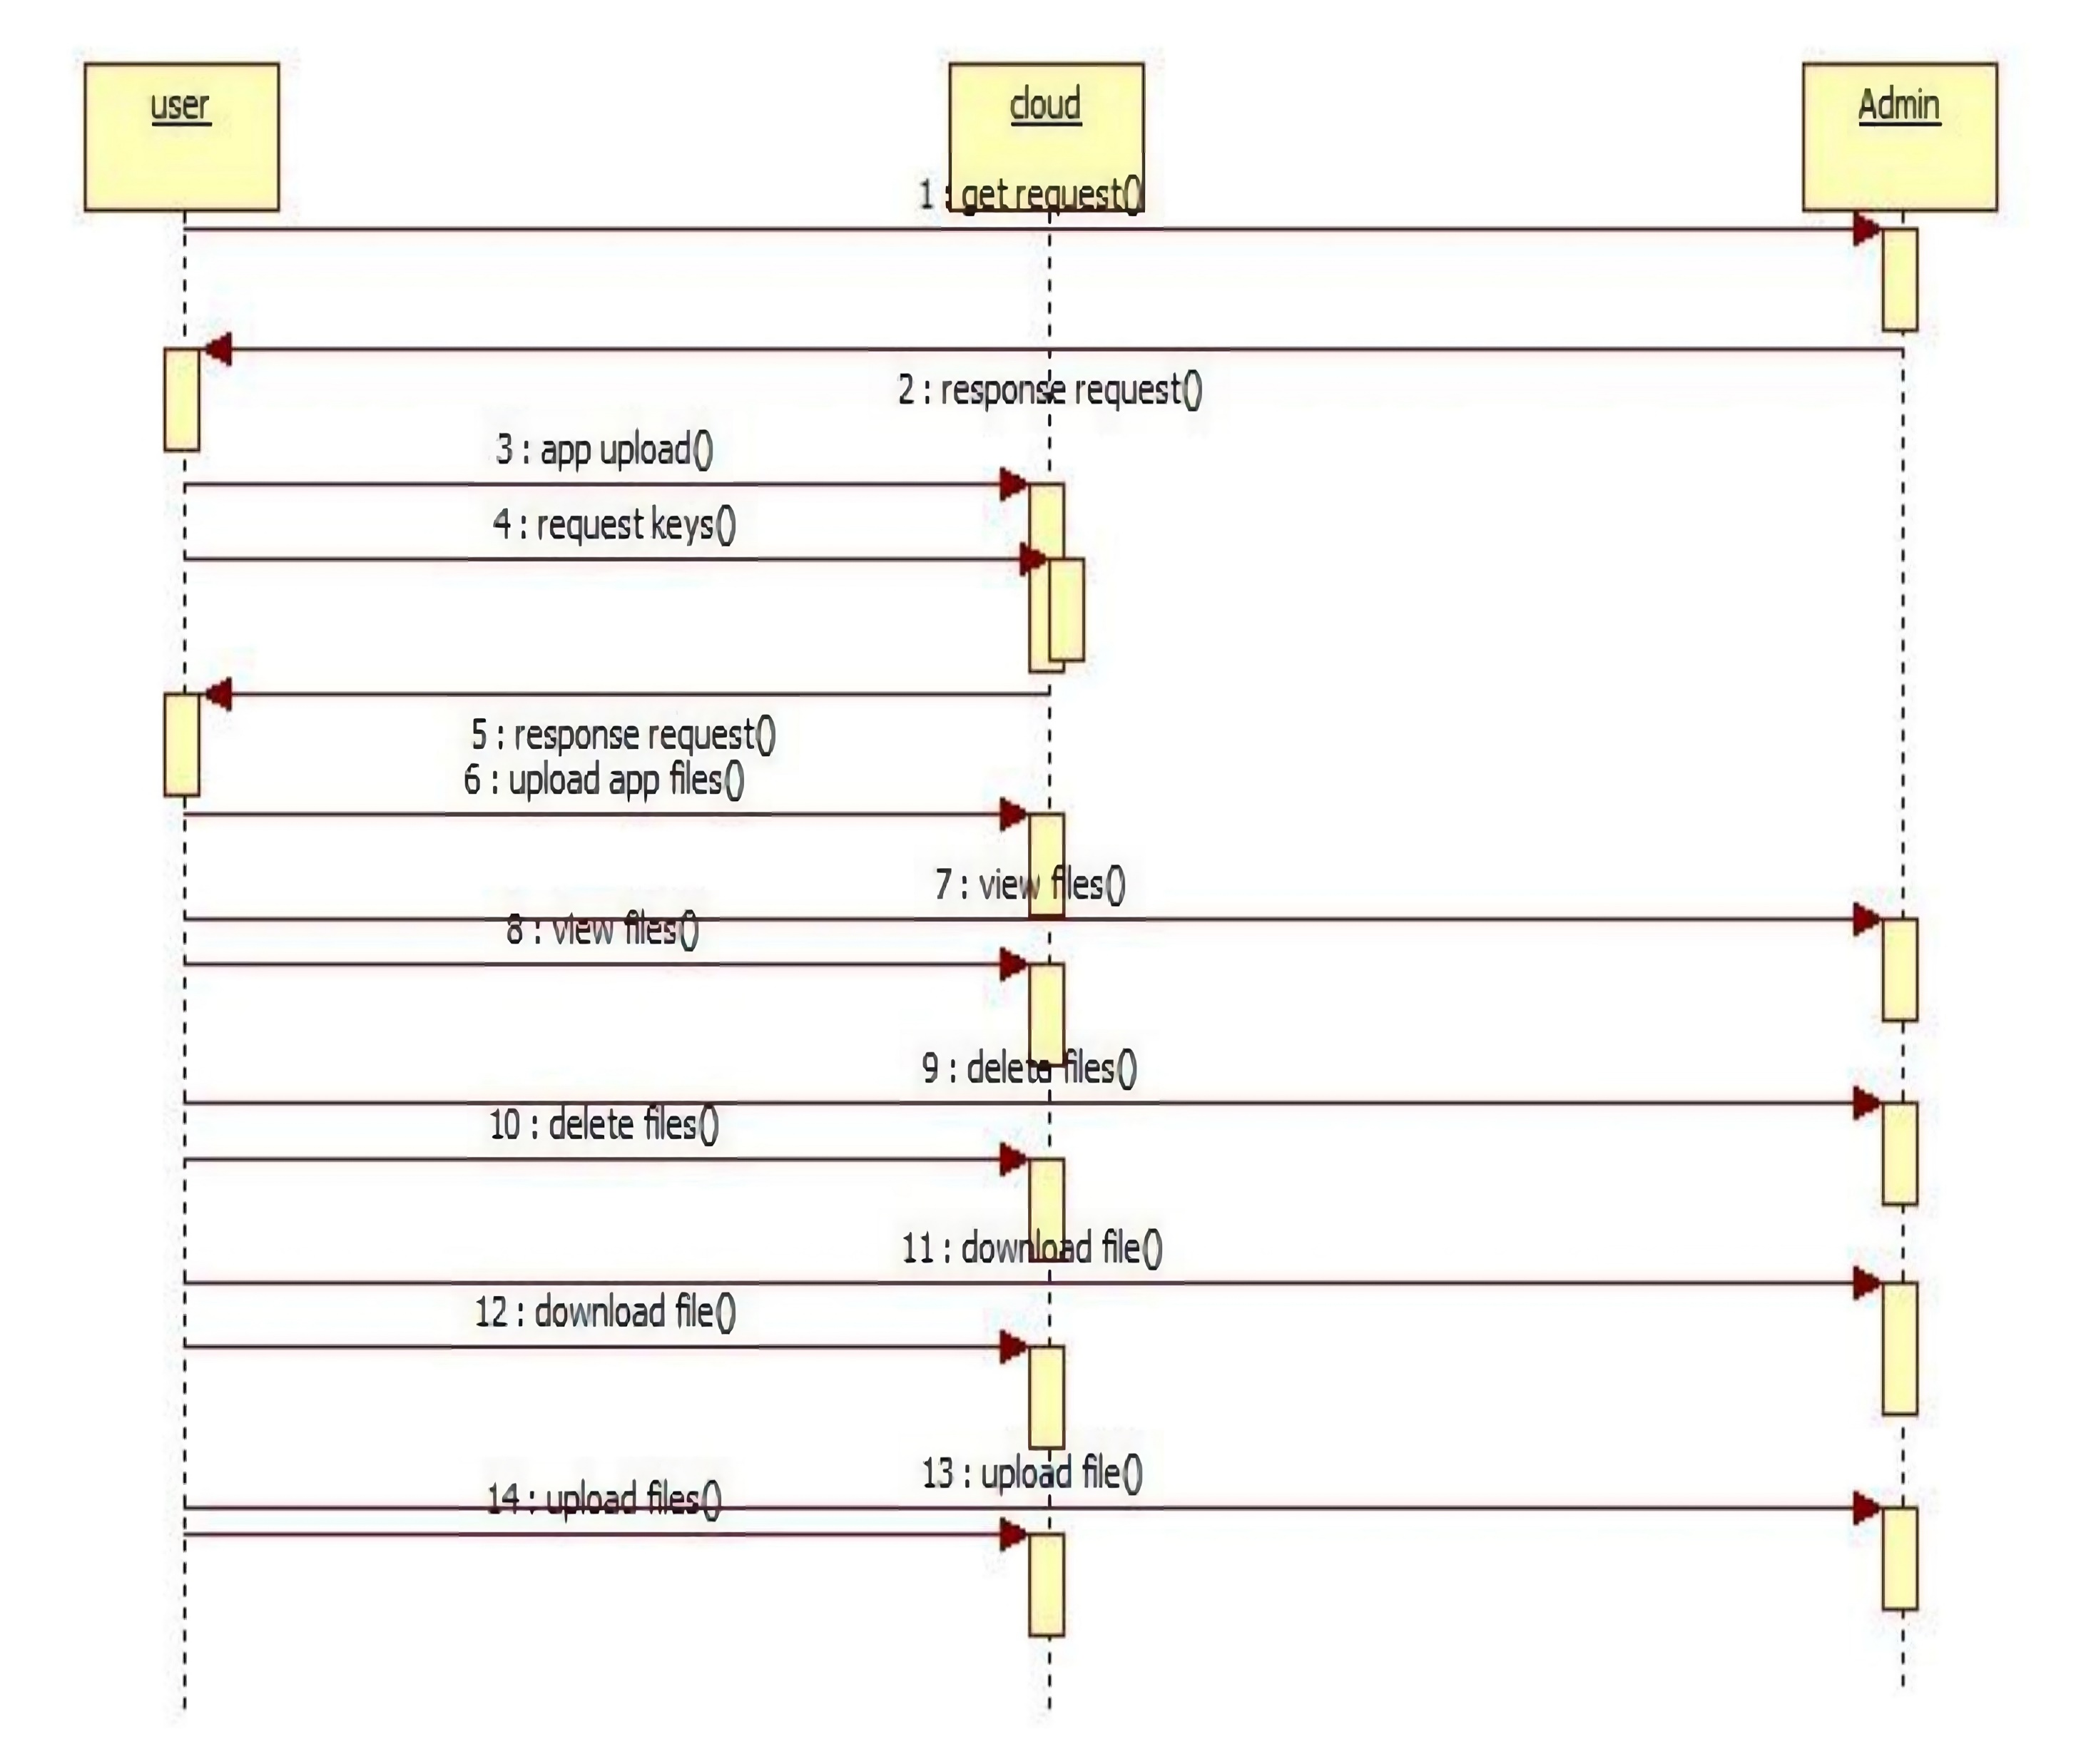 user
cloud
Admin
1 : get request()
2 : response request()
3 : app upload()
4 : request keys()
5 : response request()
6 : upload app files()
7 : view files()
8 : view files()
9 : delete files()
10 : delete files()
11 : download file()
12 : download file()
13 : upload file()
14 : upload files()